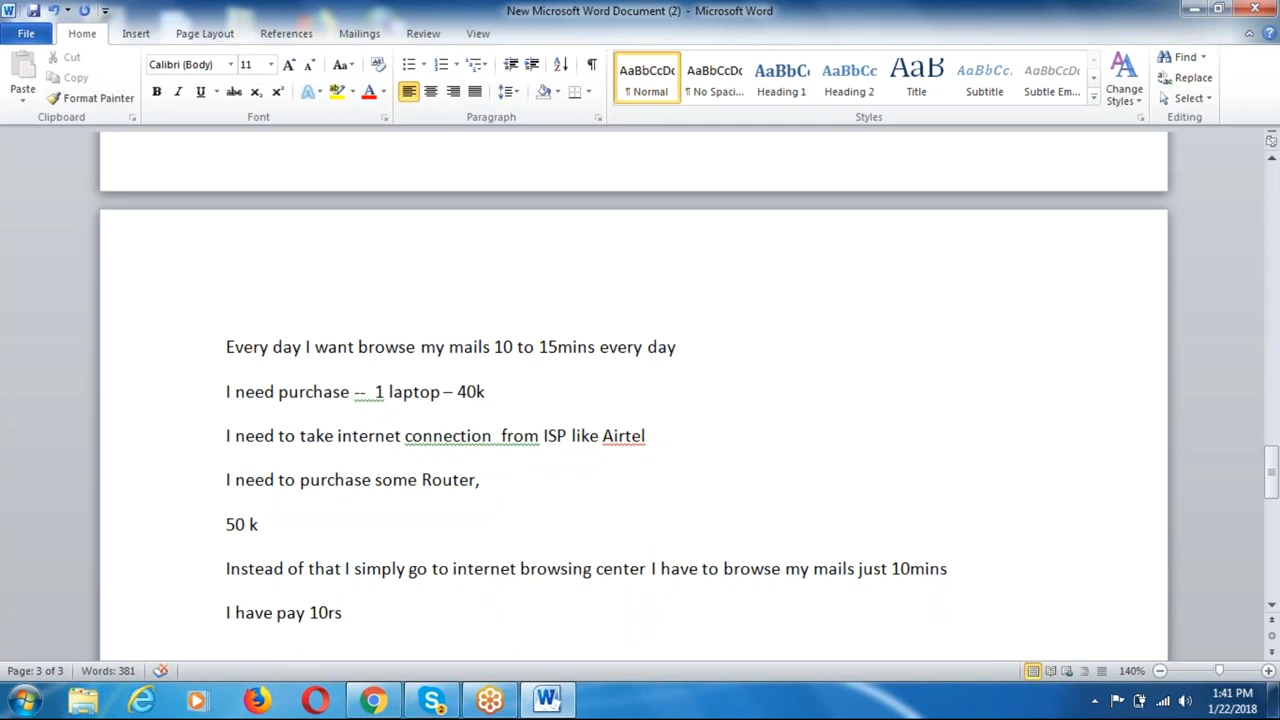 New Microsoft Word Document (2) - Microsoft Word
File Home Insert Page Layout References Mailings Review View
Cut
Copy
Format Painter
Paste
Clipboard
Calibri (Body) 11
Font
Paragraph
AaBbCcDc AaBbCcDc AaBbCc AaBbCc AaB AaBbCc. AaBbCcDc
¶ Normal ¶ No Spaci... Heading 1 Heading 2 Title Subtitle Subtle Em...
Change
Styles
Styles
Find
Replace
Select
Editing
Every day I want browse my mails 10 to 15mins every day
I need purchase -- 1 laptop – 40k
I need to take internet connection from ISP like Airtel
I need to purchase some Router,
50 k
Instead of that I simply go to internet browsing center I have to browse my mails just 10mins
I have pay 10rs
Page: 3 of 3 Words: 381 140%
1:41 PM
1/22/2018